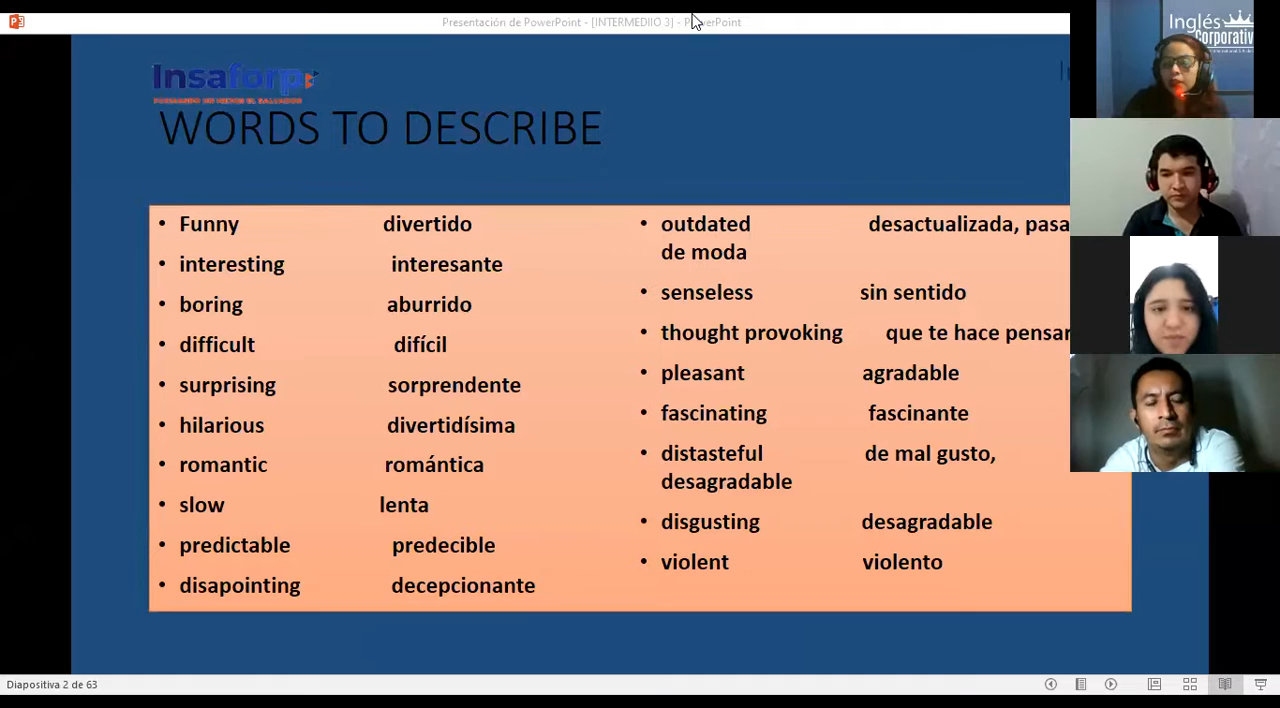 Presentación de PowerPoint - [INTERMEDIIO 3] - PowerPoint
Inglés
Corporativ
Insaforp
WORDS TO DESCRIBE
• Funny divertido
• interesting interesante
• boring aburrido
• difficult difícil
• surprising sorprendente
• hilarious divertidísima
• romantic romántica
• slow lenta
• predictable predecible
• disapointing decepcionante
• outdated desactualizada, pasa
de moda
• senseless sin sentido
• thought provoking que te hace pensar
• pleasant agradable
• fascinating fascinante
• distasteful de mal gusto,
desagradable
• disgusting desagradable
• violent violento
Diapositiva 2 de 63